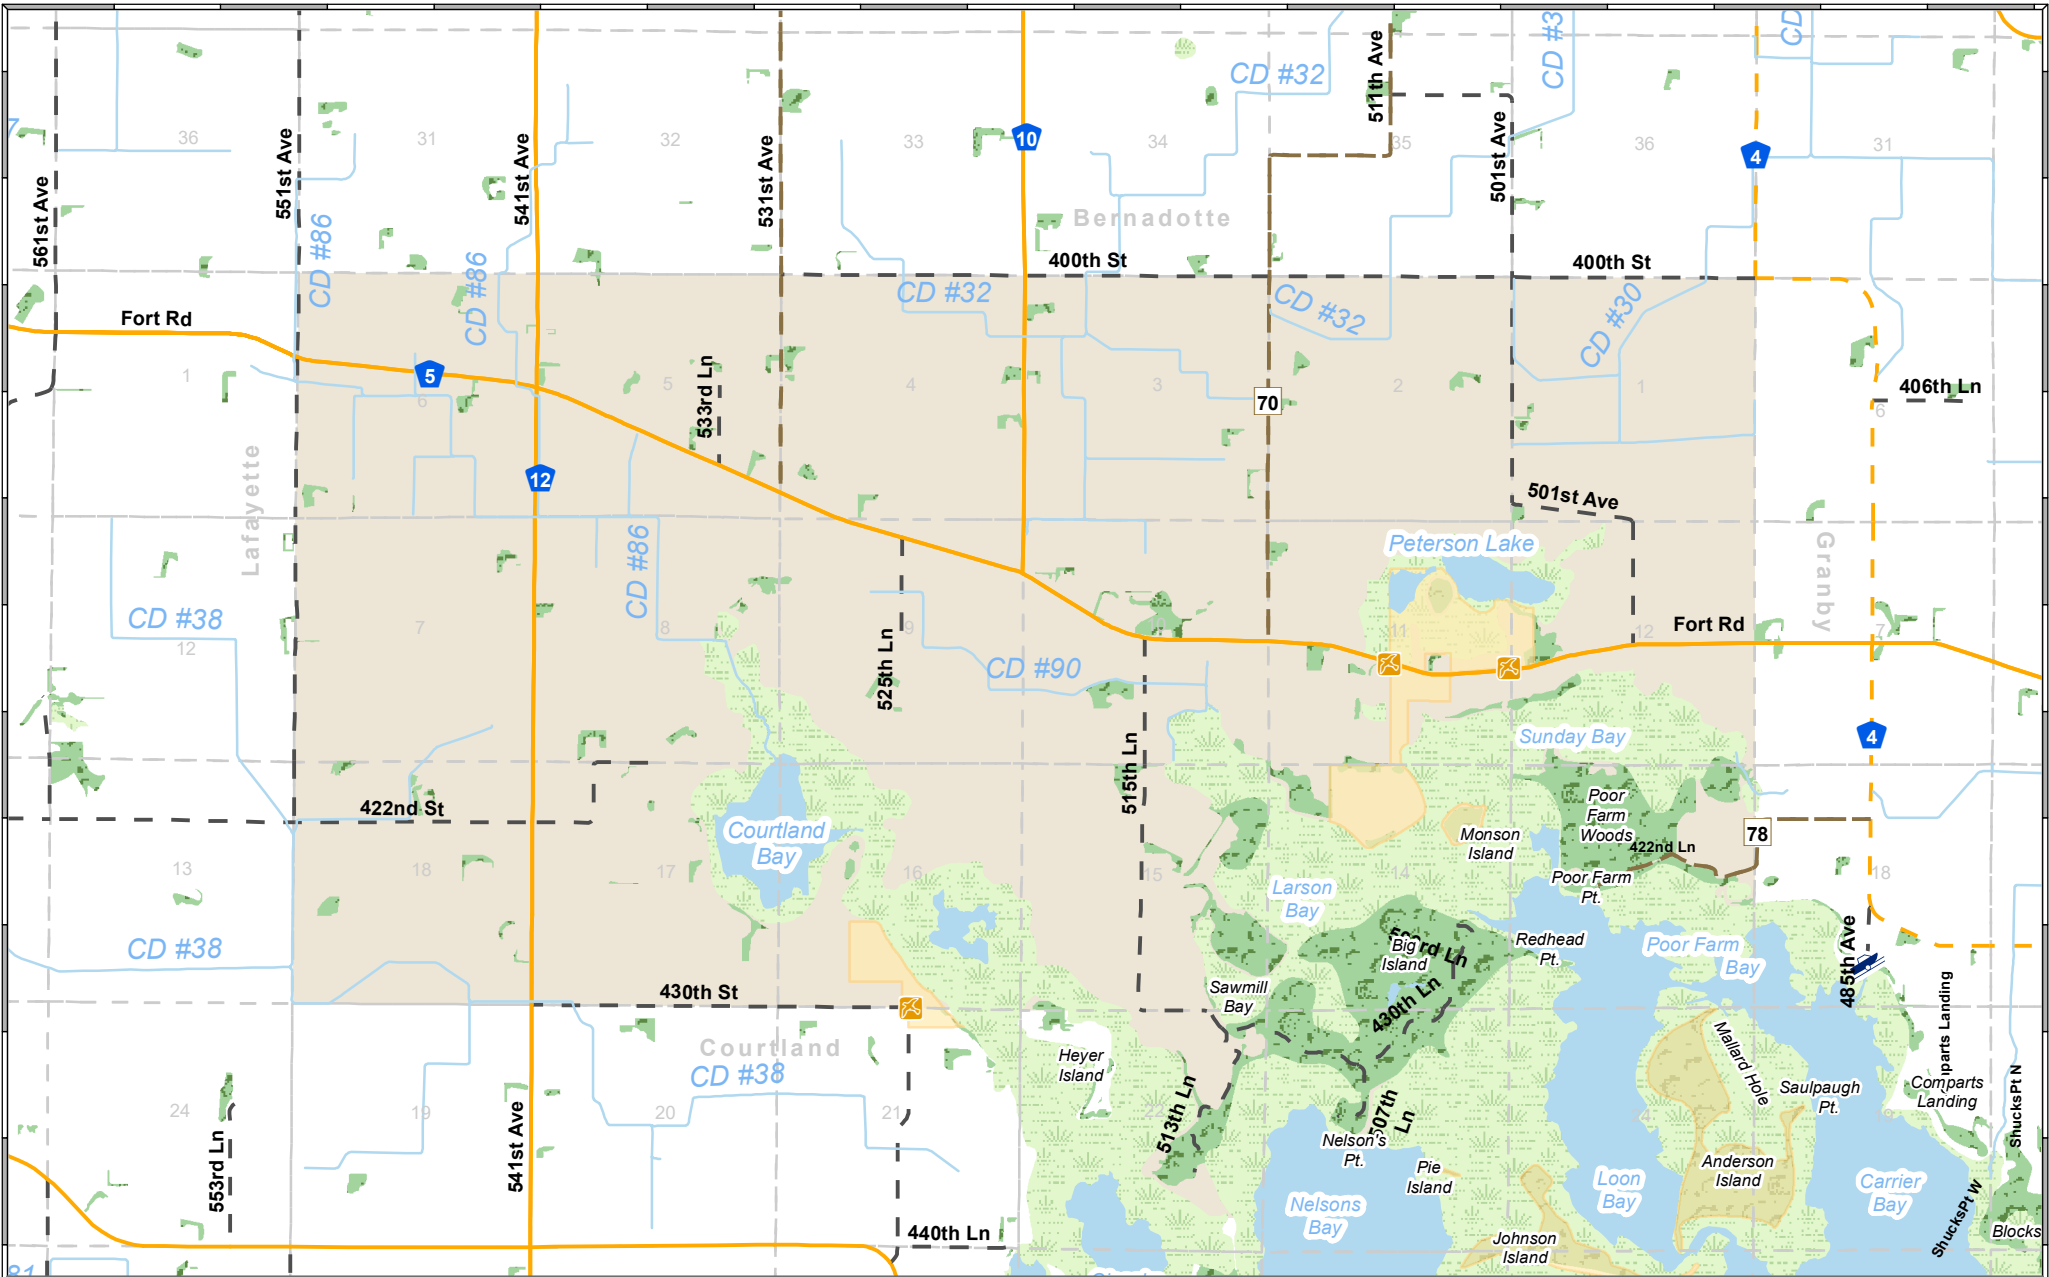 CD #32
CD #3
CD
511th Ave
10
36
31
32
33
34
35
36
31
4
551st Ave
541st Ave
531st Ave
501st Ave
561st Ave
CD #86
Bernadotte
CD #86
400th St
400th St
CD #32
CD #32
CD #30
Fort Rd
1
5
6
5
4
3
2
1
533rd Ln
70
406th Ln
6
Lafayette
12
501st Ave
CD #86
Peterson Lake
Granby
CD #38
12
7
8
9
11
12
Fort Rd
7
525th Ln
CD #90
Sunday Bay
4
515th Ln
422nd St
Poor
Farm
Woods
Courtland
Bay
Monson
Island
422nd Ln
78
13
18
17
16
15
14
18
Larson
Bay
Poor Farm
Pt.
CD #38
Big
Island
Redhead
Pt.
Poor Farm
Bay
485th Ave
430th St
Sawmill
Bay
430th Ln
Courtland
CD #38
Heyer
Island
Mallard Hole
Saulpaugh
Pt.
Comparts
Landing
24
19
20
21
22
513th Ln
507th
Ln
Nelson's
Pt.
553rd Ln
541st Ave
Pie
Island
Anderson
Island
Loon
Bay
Carrier
Bay
Nelsons
Bay
ShucksPt N
ShucksPt W
440th Ln
Johnson
Island
Blocks